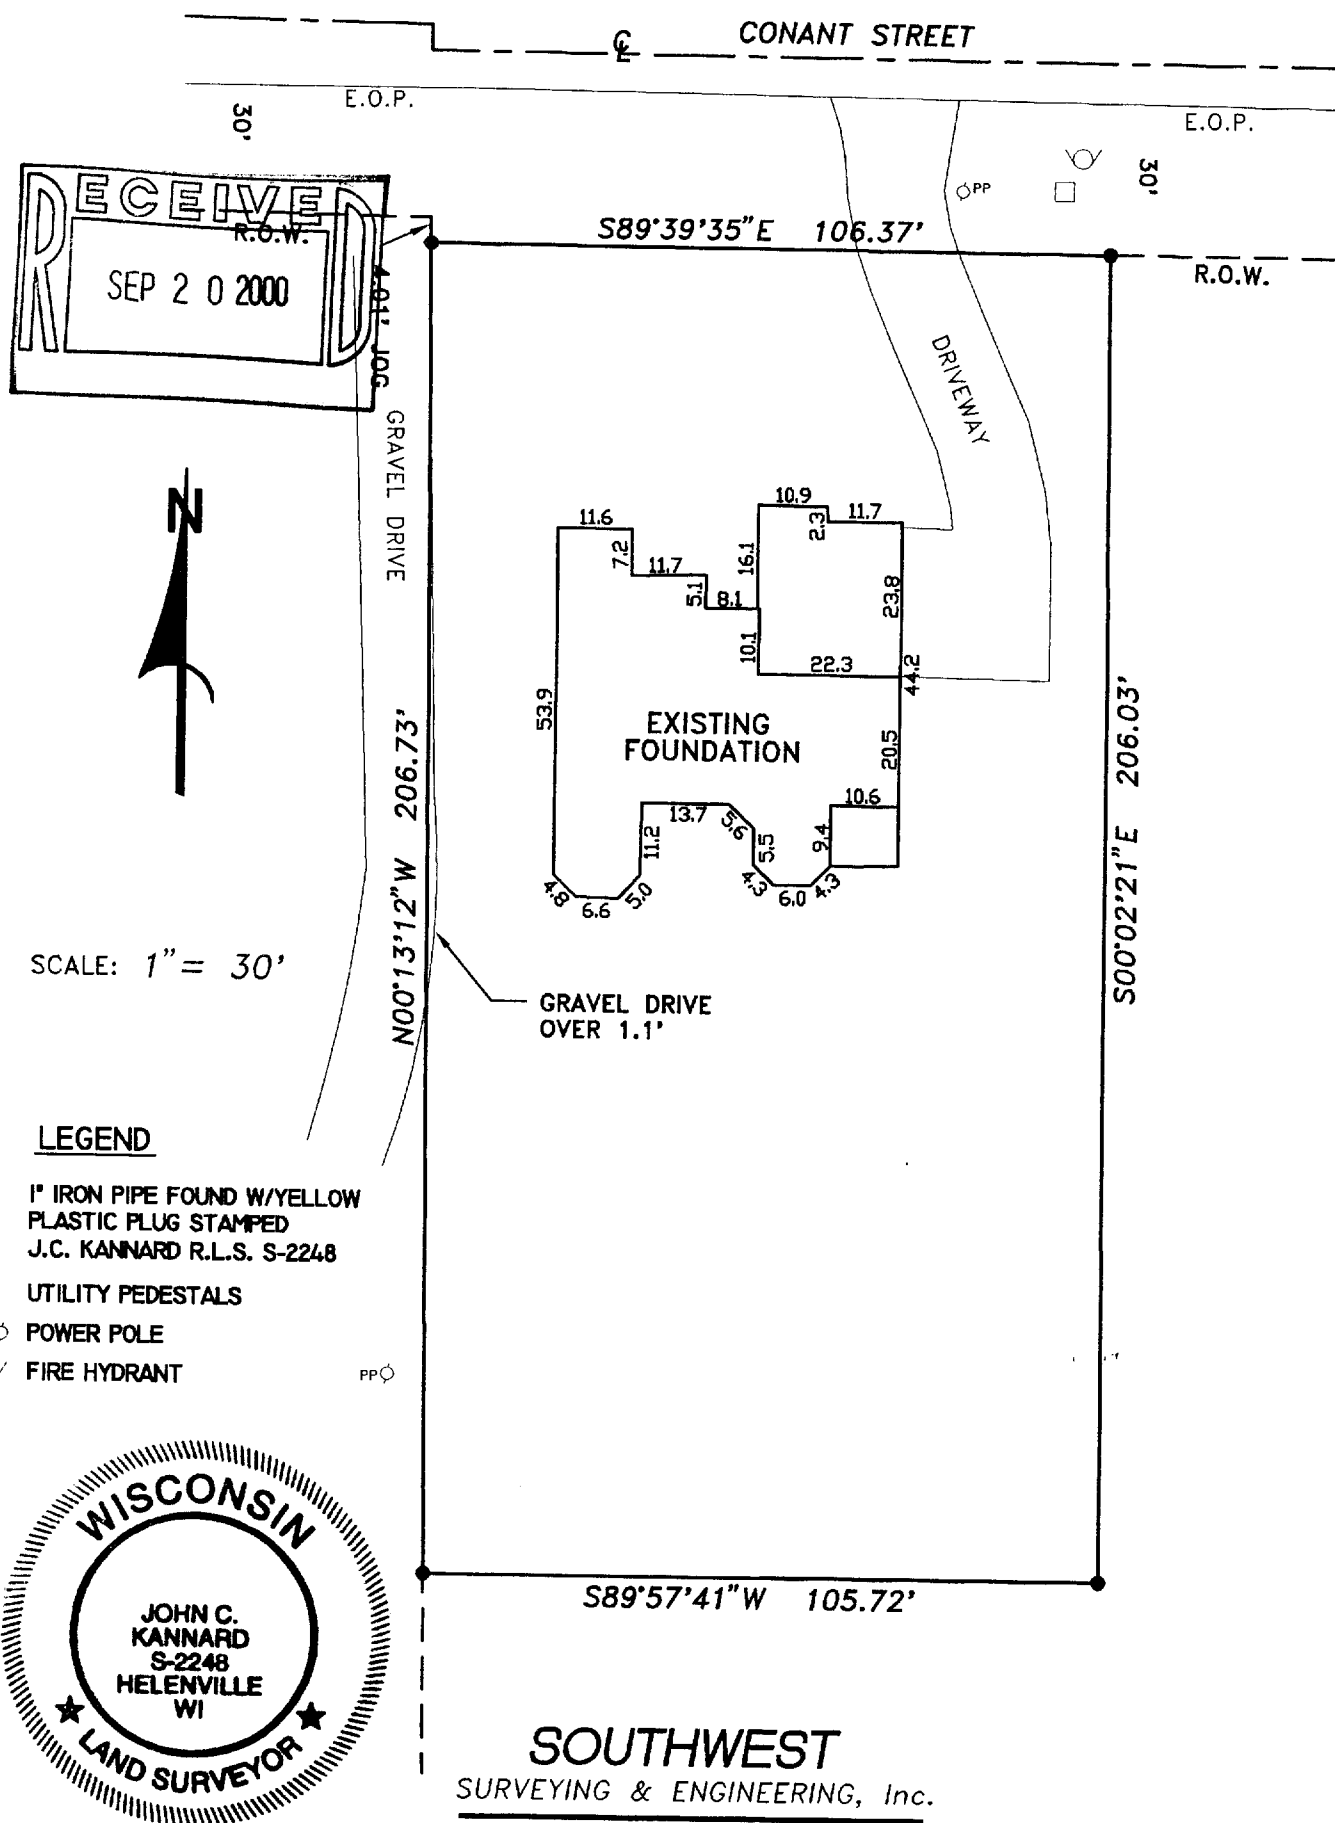 CONANT STREET
℄
E.O.P.
E.O.P.
30'
30'
PP
RECEIVED
SEP 20 2000
R.O.W.
S89°39'35"E 106.37'
R.O.W.
4.01' JOG
GRAVEL DRIVE
DRIVEWAY
N
10.9
2.3
11.7
11.6
7.2
11.7
5.1
8.1
16.1
10.1
23.8
22.3
44.2
53.9
EXISTING
FOUNDATION
20.5
10.6
9.4
13.7
5.6
5.5
11.2
4.8
6.6
5.0
4.3
6.0
4.3
N00°13'12"W 206.73'
S00°02'21"E 206.03'
SCALE: 1" = 30'
GRAVEL DRIVE
OVER 1.1'
LEGEND
1" IRON PIPE FOUND W/YELLOW
PLASTIC PLUG STAMPED
J.C. KANNARD R.L.S. S-2248
UTILITY PEDESTALS
POWER POLE
FIRE HYDRANT
PP
S89°57'41"W 105.72'
WISCONSIN
JOHN C.
KANNARD
S-2248
HELENVILLE
WI
LAND SURVEYOR
SOUTHWEST
SURVEYING & ENGINEERING, Inc.